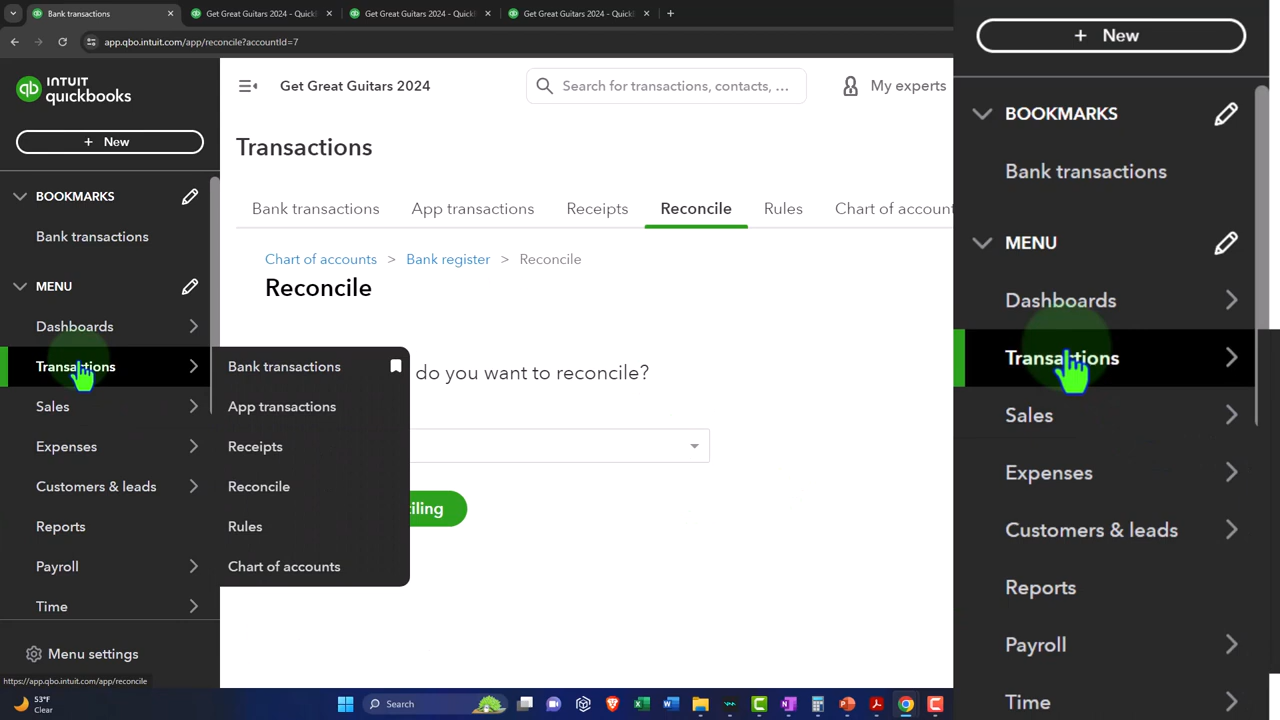 Bank transactions
Get Great Guitars 2024 - Quick
Get Great Guitars 2024 - Quick
Get Great Guitars 2024 - Quick
app.qbo.intuit.com/app/reconcile?accountId=7
INTUIT
quickbooks
qb
+ New
BOOKMARKS
Bank transactions
MENU
Dashboards
Transactions
Sales
Expenses
Customers & leads
Reports
Payroll
Time
Menu settings
https://app.qbo.intuit.com/app/reconcile
Bank transactions
App transactions
Receipts
Reconcile
Rules
Chart of accounts
Get Great Guitars 2024
Search for transactions, contacts, ...
My experts
Transactions
Bank transactions
App transactions
Receipts
Reconcile
Rules
Chart of account
Chart of accounts > Bank register > Reconcile
Reconcile
do you want to reconcile?
iling
+ New
BOOKMARKS
Bank transactions
MENU
Dashboards
Transactions
Sales
Expenses
Customers & leads
Reports
Payroll
Time
53°F
Clear
Search